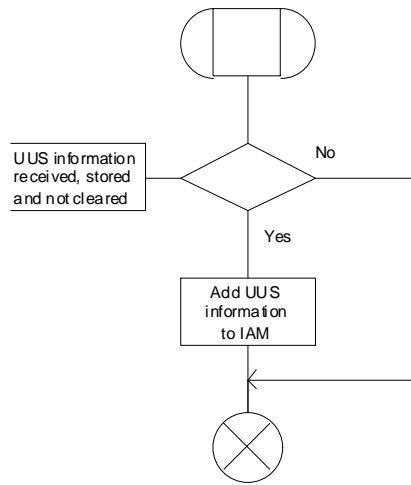 No
UUS information
received, stored
and not cleared
Yes
Add UUS
information
to IAM